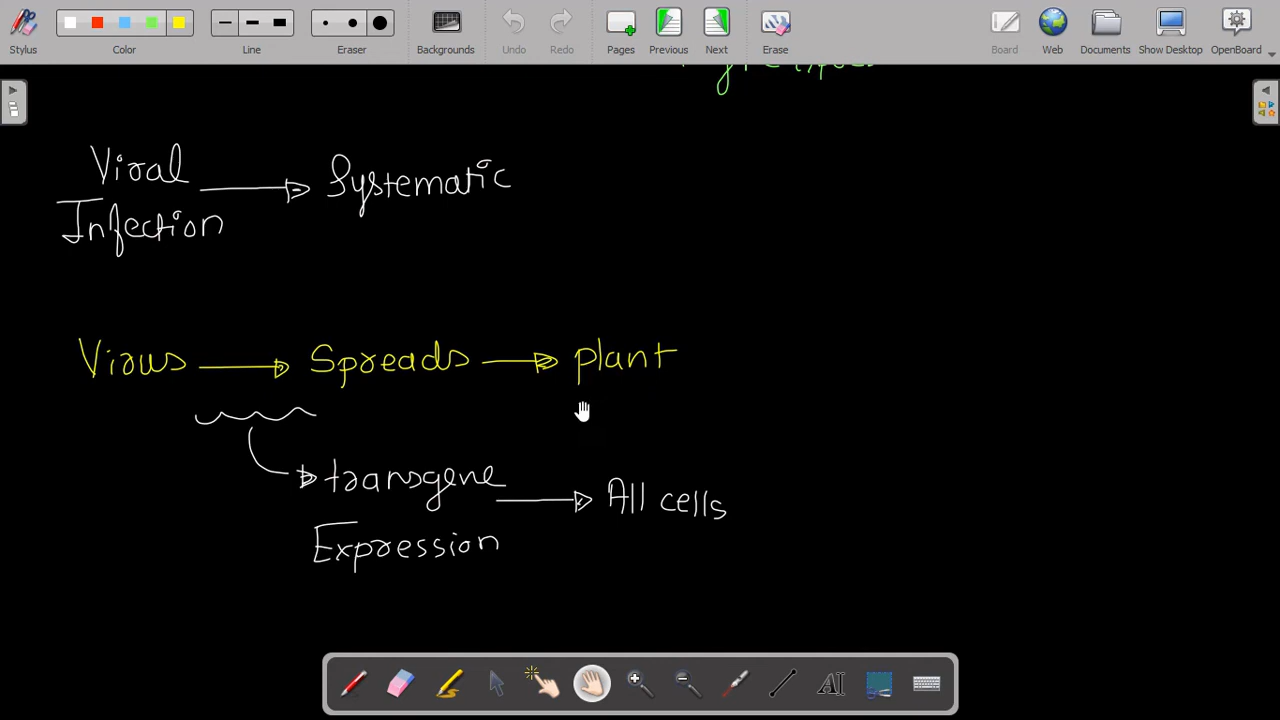 Stylus Color Line Eraser Backgrounds Undo Redo Pages Previous Next Erase Board Web Documents Show Desktop OpenBoard
Viral
Infection
Systematic
Virus Spreads plant
transgene
Expression
All cells
AI